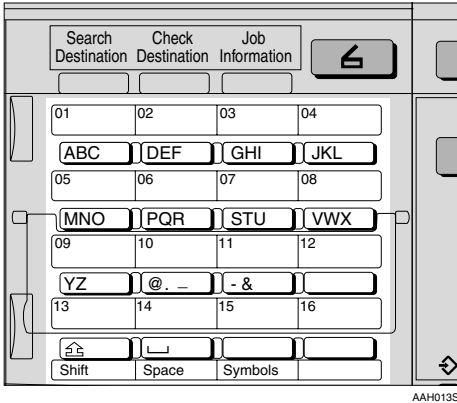 Search Destination Check Destination Job Information
01 02 03 04
ABC DEF GHI JKL
05 06 07 08
MNO PQR STU VWX
09 10 11 12
YZ @. _ - &
13 14 15 16
Shift Space Symbols
AAH013S